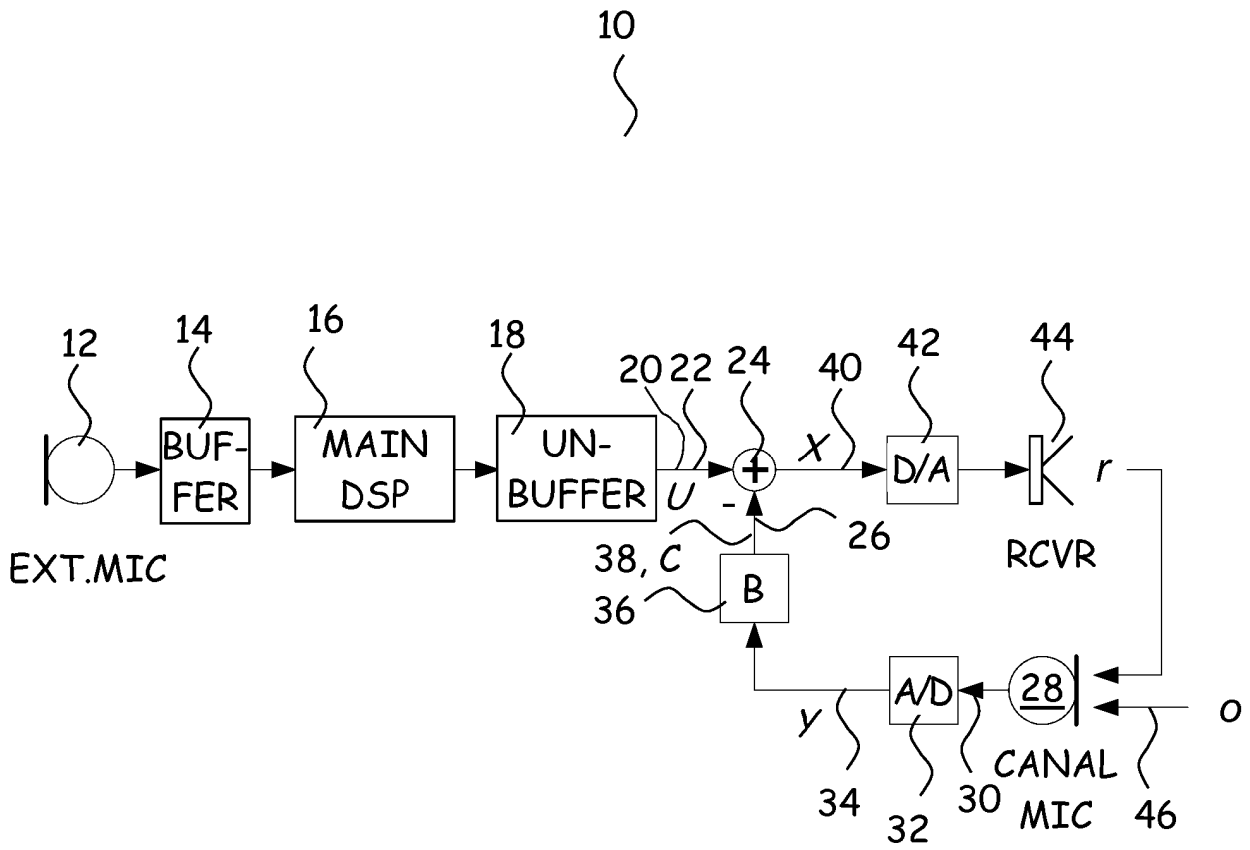 10
12
14
16
18
20
22
24
40
42
44
BUF-
FER
MAIN
DSP
UN-
BUFFER
U
+
-
X
D/A
r
EXT.MIC
38, C
26
RCVR
36
B
y
A/D
28
o
34
32
30
CANAL
MIC
46